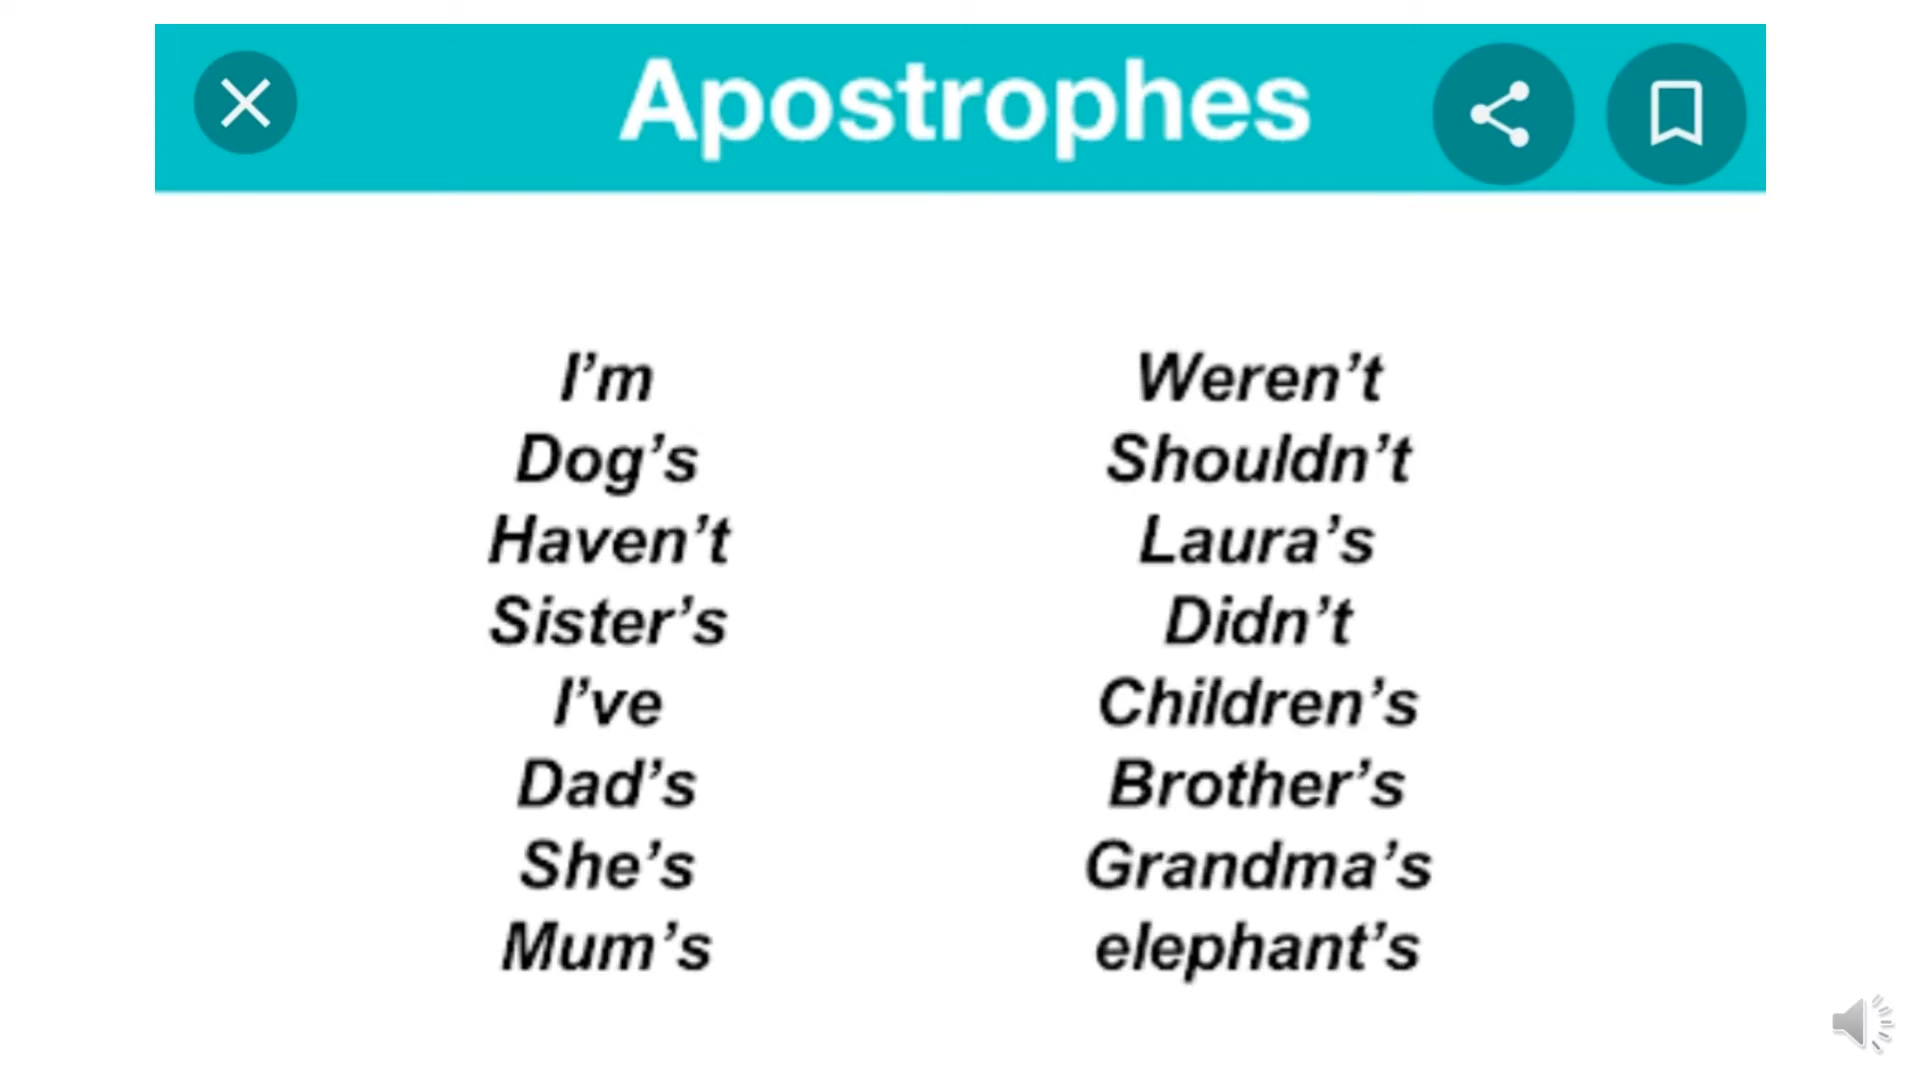 Apostrophes
I’m
Dog’s
Haven’t
Sister’s
I’ve
Dad’s
She’s
Mum’s
Weren’t
Shouldn’t
Laura’s
Didn’t
Children’s
Brother’s
Grandma’s
elephant’s